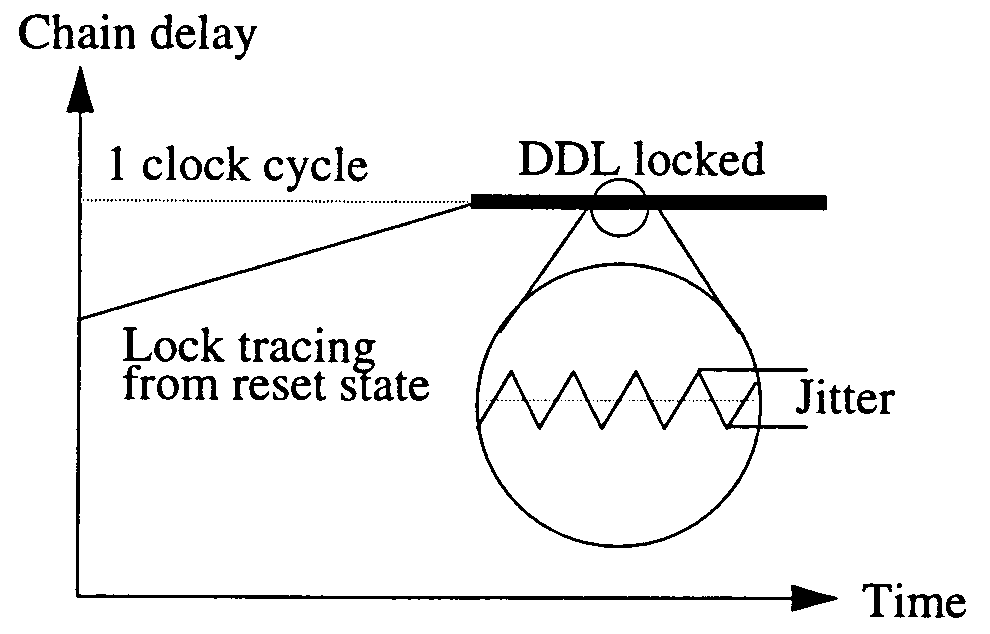 Chain delay
1 clock cycle
DDL locked
Lock tracing
from reset state
Jitter
Time